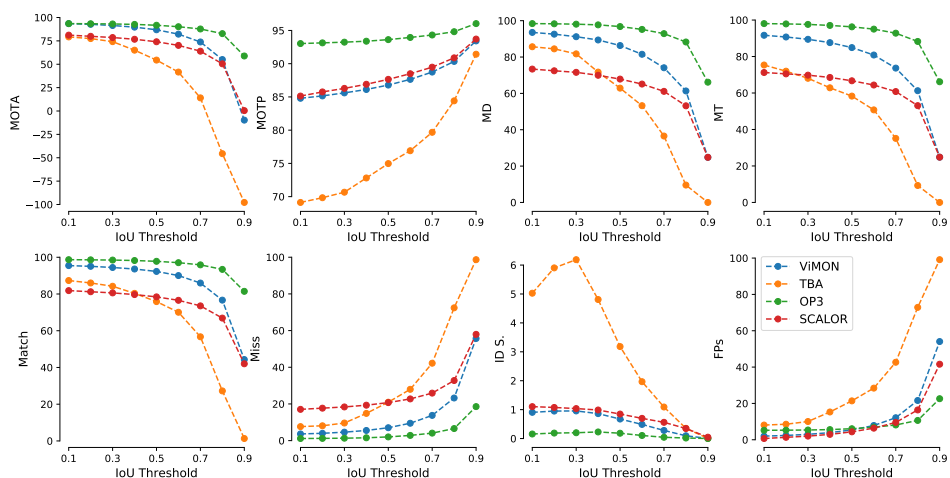 MOTA
100
75
50
25
0
−25
−50
−75
−100
0.1 0.3 0.5 0.7 0.9
IoU Threshold
MOTP
95
90
85
80
75
70
0.1 0.3 0.5 0.7 0.9
IoU Threshold
MD
100
80
60
40
20
0
0.1 0.3 0.5 0.7 0.9
IoU Threshold
MT
100
80
60
40
20
0
0.1 0.3 0.5 0.7 0.9
IoU Threshold
Match
100
80
60
40
20
0
0.1 0.3 0.5 0.7 0.9
IoU Threshold
Miss
100
80
60
40
20
0
0.1 0.3 0.5 0.7 0.9
IoU Threshold
ID S.
6
5
4
3
2
1
0
0.1 0.3 0.5 0.7 0.9
IoU Threshold
FPs
100
80
60
40
20
0
0.1 0.3 0.5 0.7 0.9
IoU Threshold
ViMON
TBA
OP3
SCALOR